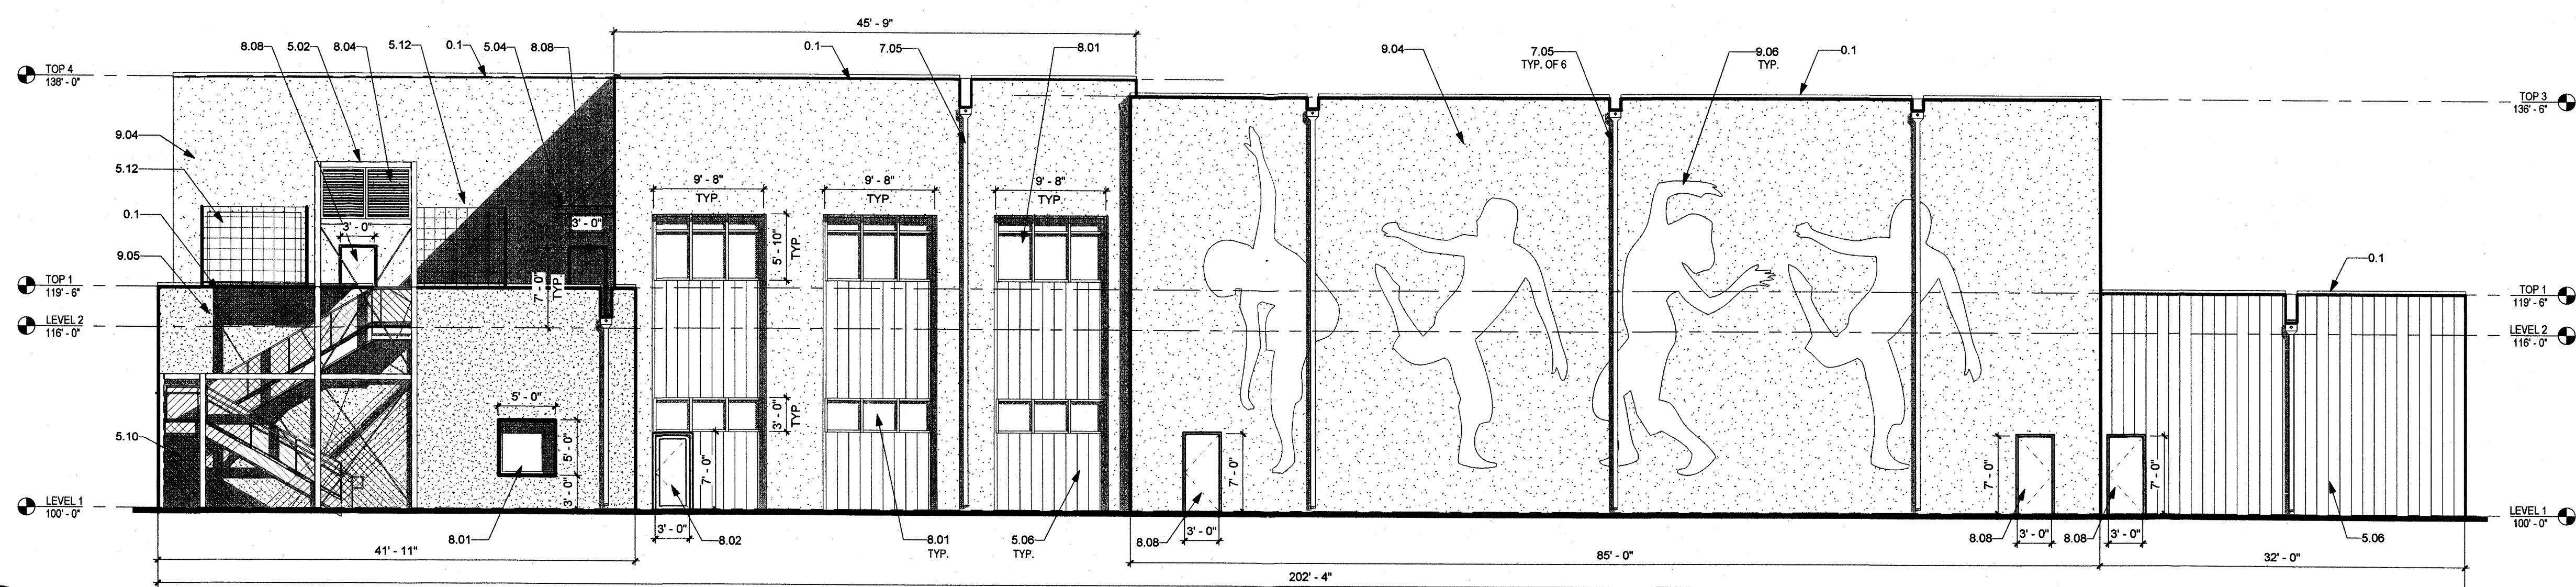 45' - 9"
8.08
5.02
8.04
5.12
0.1
5.04
8.08
0.1
7.05
8.01
9.04
7.05
TYP. OF 6
9.06
TYP.
0.1
TOP 4
138' - 0"
TOP 3
136' - 6"
9.04
5.12
0.1
9.05
3' - 0"
3' - 0"
9' - 8"
TYP.
9' - 8"
TYP.
9' - 8"
TYP.
5' - 10"
TYP.
7' - 0"
TYP.
0.1
TOP 1
119' - 6"
LEVEL 2
116' - 0"
TOP 1
119' - 6"
LEVEL 2
116' - 0"
5' - 0"
5' - 0"
3' - 0"
3' - 0"
TYP.
7' - 0"
7' - 0"
7' - 0"
7' - 0"
5.10
LEVEL 1
100' - 0"
LEVEL 1
100' - 0"
8.01
3' - 0"
8.02
8.01
TYP.
5.06
TYP.
8.08
3' - 0"
8.08
3' - 0"
8.08
3' - 0"
5.06
41' - 11"
85' - 0"
32' - 0"
202' - 4"